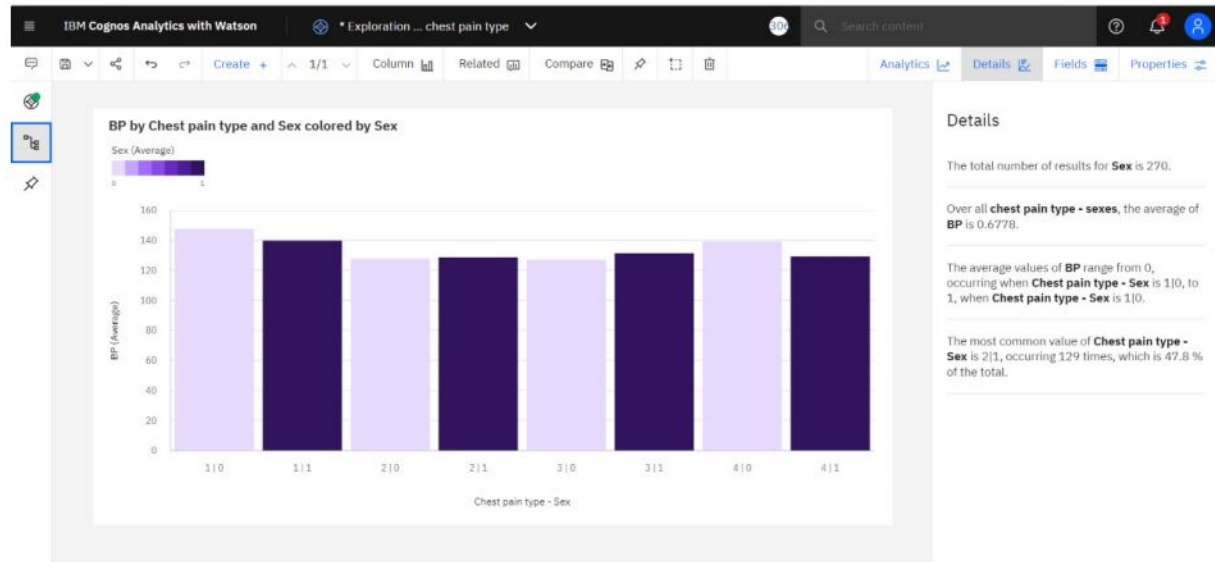 IBM Cognos Analytics with Watson
* Exploration ... chest pain type
Search content
1
Create +
1/1
Column
Related
Compare
Analytics
Details
Fields
Properties
BP by Chest pain type and Sex colored by Sex
Sex (Average)
0 1
160
140
120
100
80
60
40
20
0
BP (Average)
1|0 1|1 2|0 2|1 3|0 3|1 4|0 4|1
Chest pain type - Sex
Details
The total number of results for Sex is 270.
Over all chest pain type - sexes, the average of
BP is 0.6778.
The average values of BP range from 0,
occurring when Chest pain type - Sex is 1|0, to
1, when Chest pain type - Sex is 1|0.
The most common value of Chest pain type -
Sex is 2|1, occurring 129 times, which is 47.8 %
of the total.